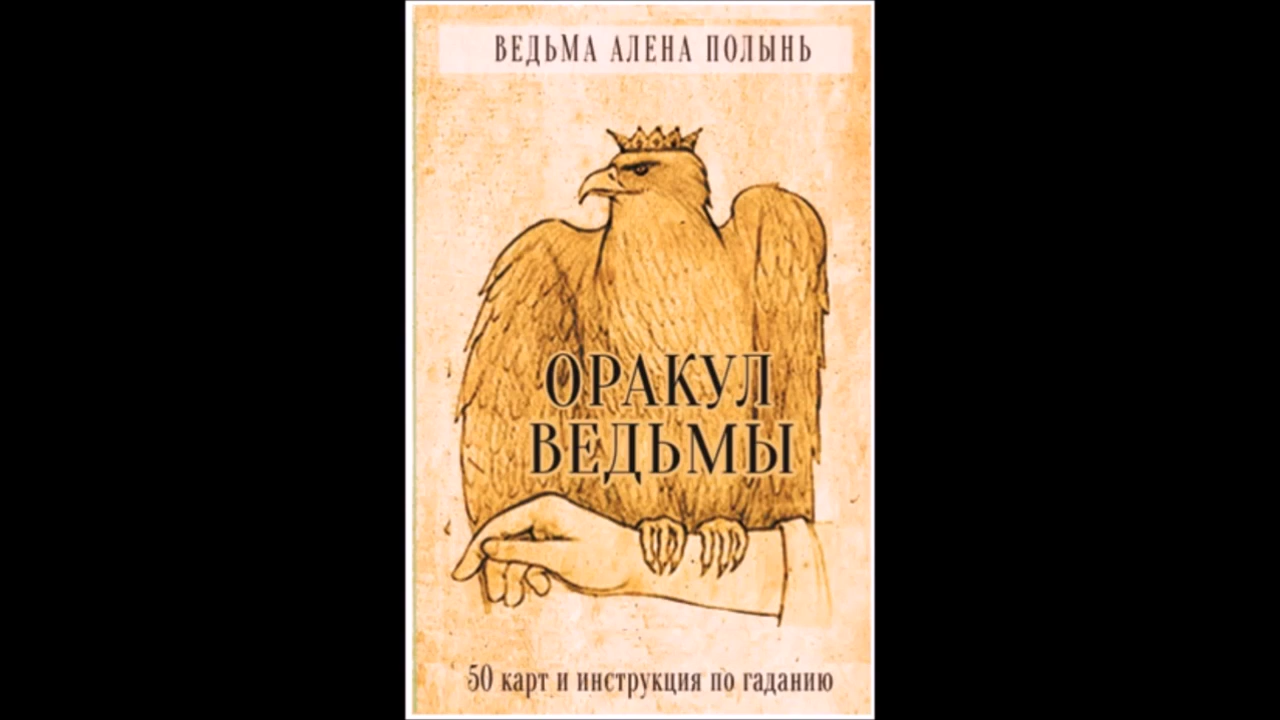 ВЕДЬМА АЛЕНА ПОЛЫНЬ
ОРАКУЛ
ВЕДЬМЫ
50 карт и инструкция по гаданию